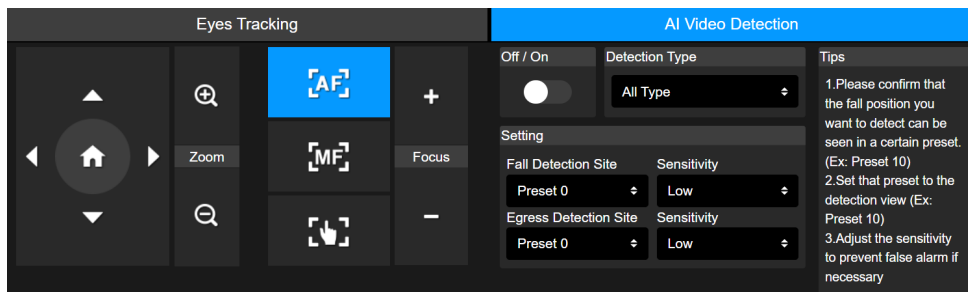 Eyes Tracking
AI Video Detection
AF
MF
Zoom
Focus
Off / On
Detection Type
All Type
Setting
Fall Detection Site
Sensitivity
Preset 0
Low
Egress Detection Site
Sensitivity
Preset 0
Low
Tips
1.Please confirm that
the fall position you
want to detect can be
seen in a certain preset.
(Ex: Preset 10)
2.Set that preset to the
detection view (Ex:
Preset 10)
3.Adjust the sensitivity
to prevent false alarm if
necessary